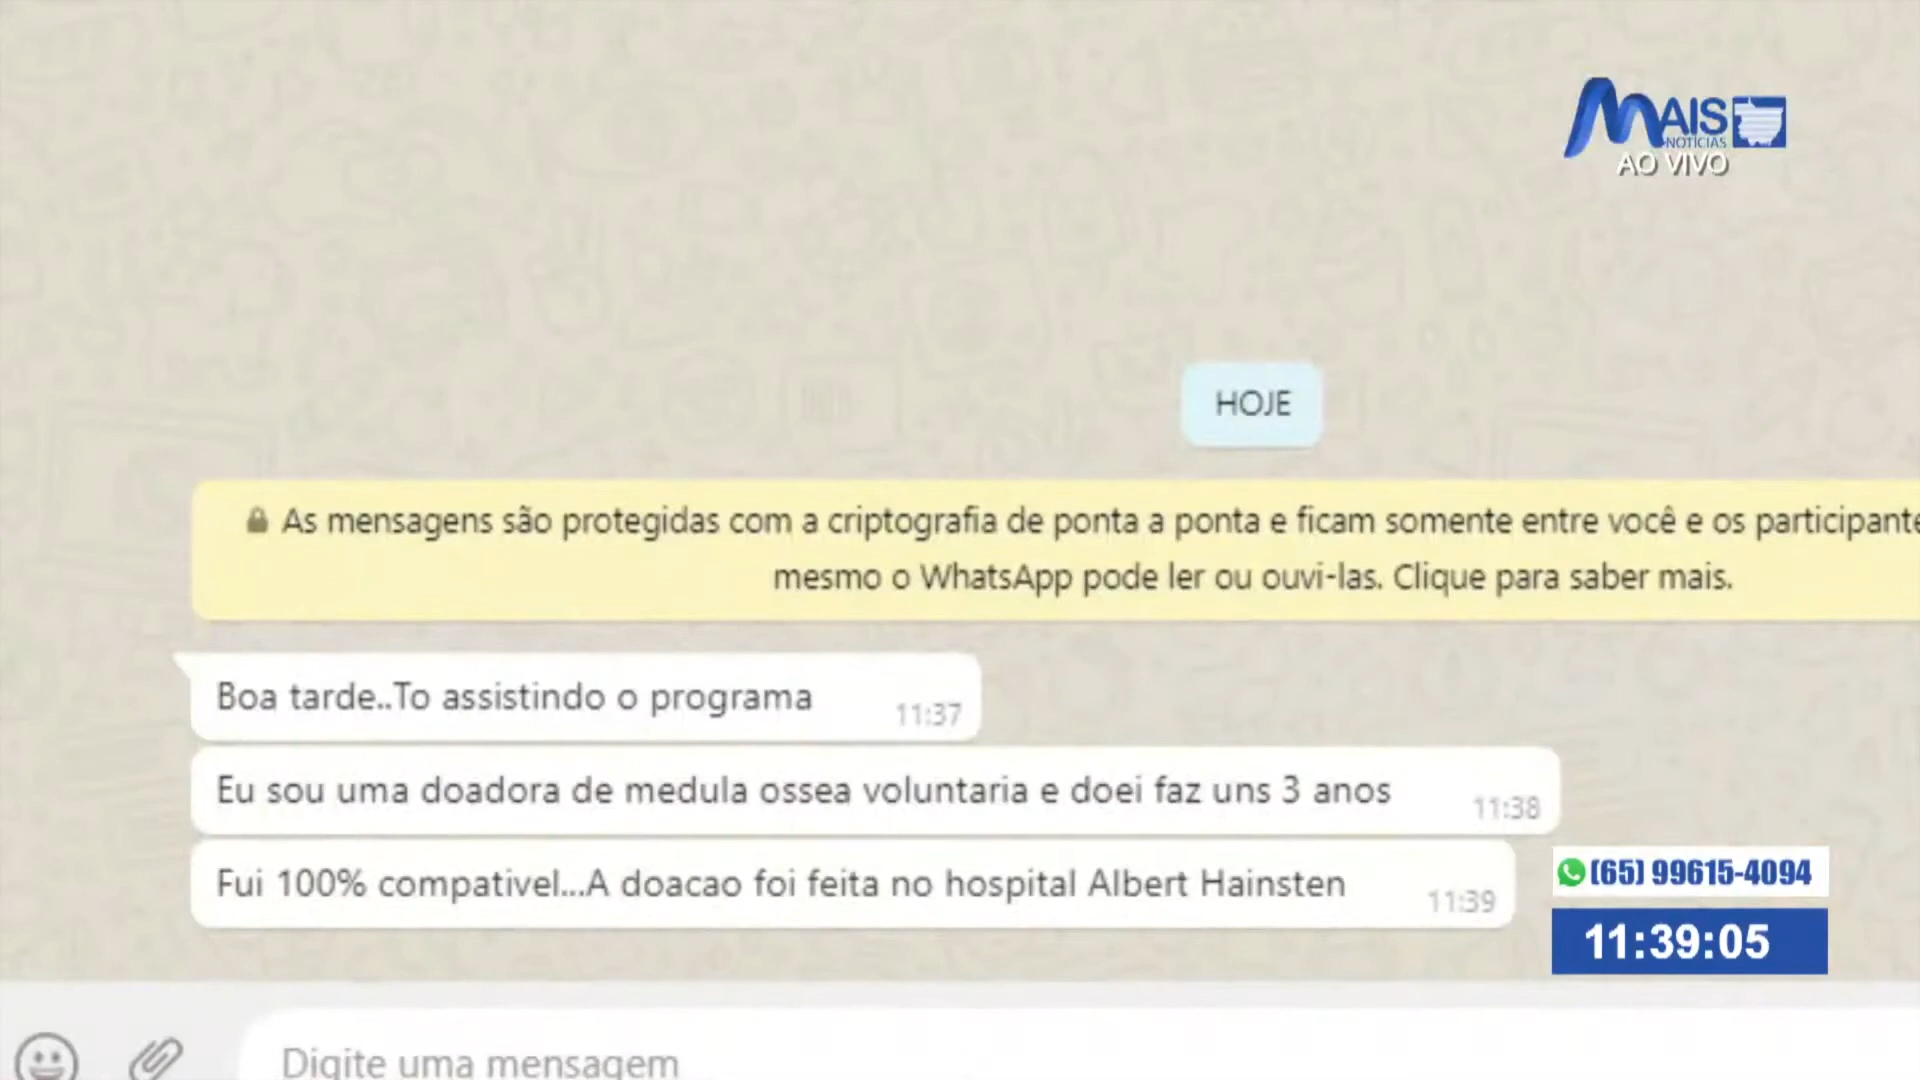 MAIS
NOTÍCIAS
AO VIVO
HOJE
As mensagens são protegidas com a criptografia de ponta a ponta e ficam somente entre você e os participante
mesmo o WhatsApp pode ler ou ouvi-las. Clique para saber mais.
Boa tarde..To assistindo o programa
11:37
Eu sou uma doadora de medula ossea voluntaria e doei faz uns 3 anos
11:38
Fui 100% compativel...A doacao foi feita no hospital Albert Hainsten
11:39
(65) 99615-4094
11:39:05
Digite uma mensagem